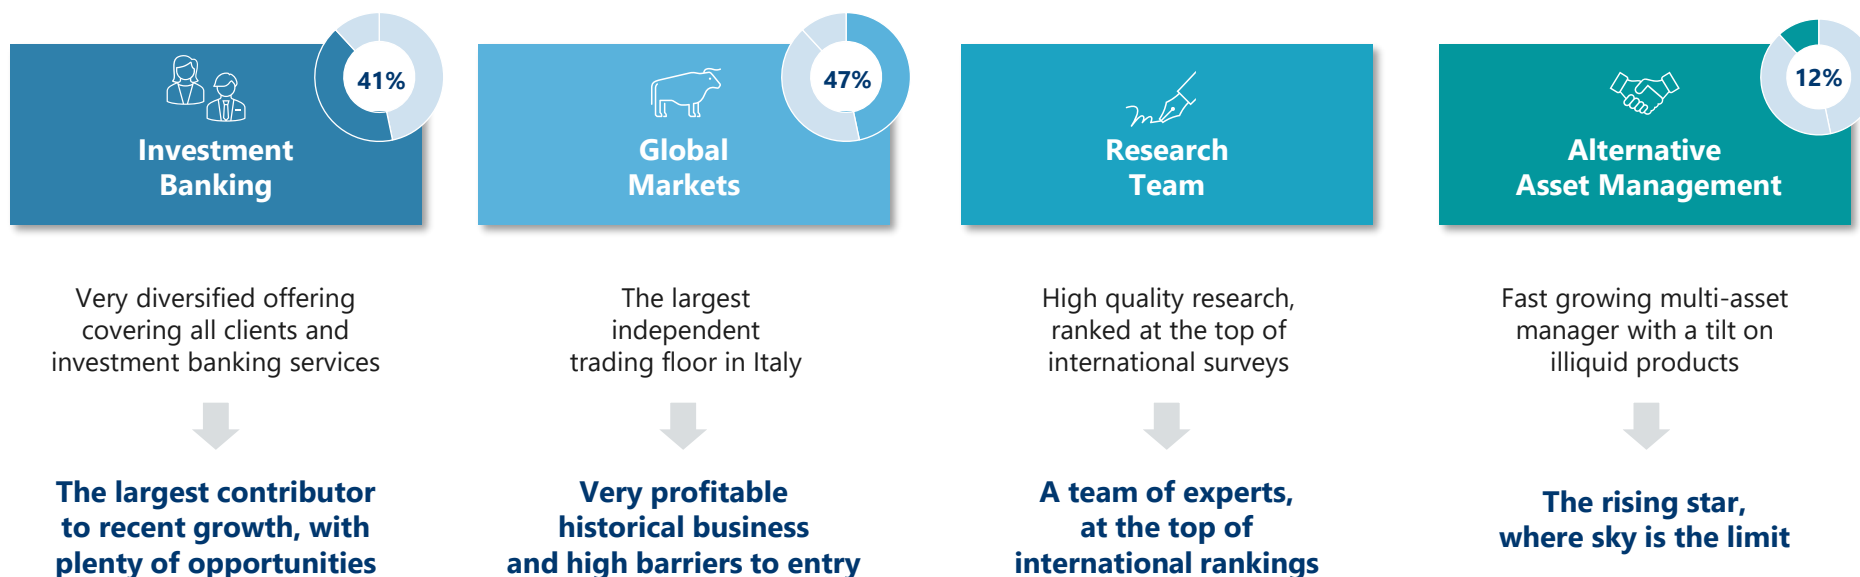 41%
Investment
Banking
Very diversified offering
covering all clients and
investment banking services
The largest contributor
to recent growth, with
plenty of opportunities
47%
Global
Markets
The largest
independent
trading floor in Italy
Very profitable
historical business
and high barriers to entry
Research
Team
High quality research,
ranked at the top of
international surveys
A team of experts,
at the top of
international rankings
12%
Alternative
Asset Management
Fast growing multi-asset
manager with a tilt on
illiquid products
The rising star,
where sky is the limit